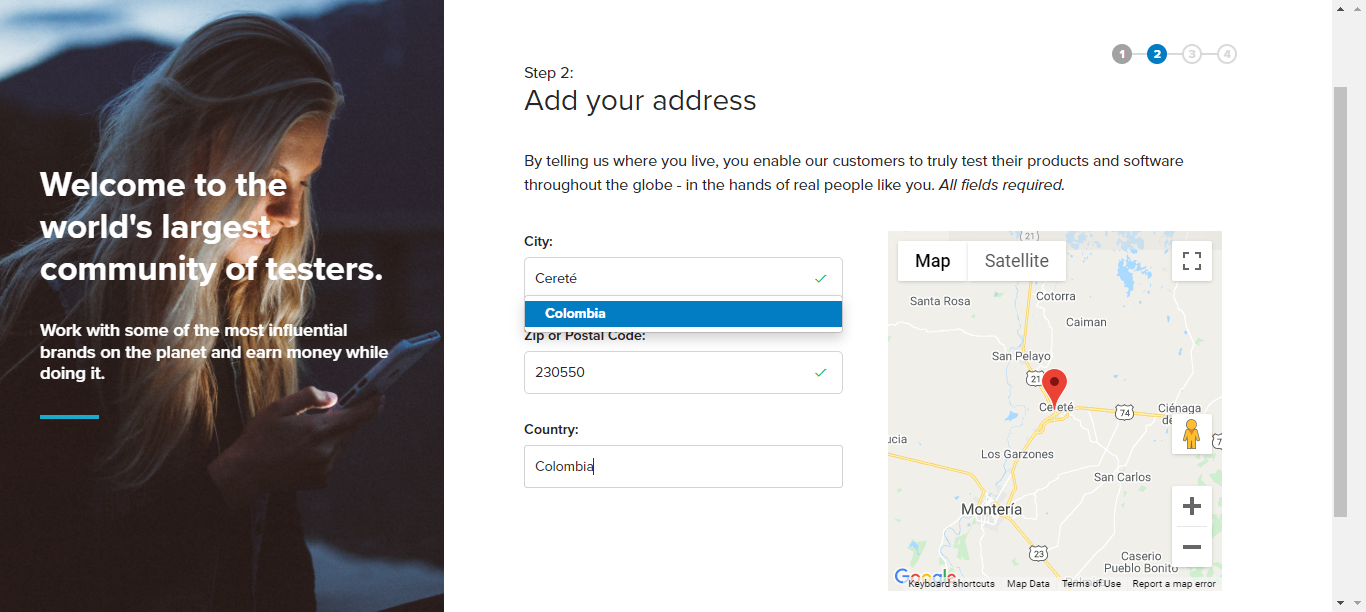 Welcome to the
world's largest
community of testers.
Work with some of the most influential
brands on the planet and earn money while
doing it.
1 2 3 4
Step 2:
Add your address
By telling us where you live, you enable our customers to truly test their products and software
throughout the globe - in the hands of real people like you. All fields required.
City:
Cereté
Colombia
Zip or Postal Code:
230550
Country:
Colombia
Map Satellite
21
Santa Rosa
Cotorra
Caiman
San Pelayo
21
Cereté
74
Ciénaga
de
7
ucia
Los Garzones
San Carlos
Montería
23
Caserio
Pueblo Bonito
Google
Keyboard shortcuts Map Data Terms of Use Report a map error